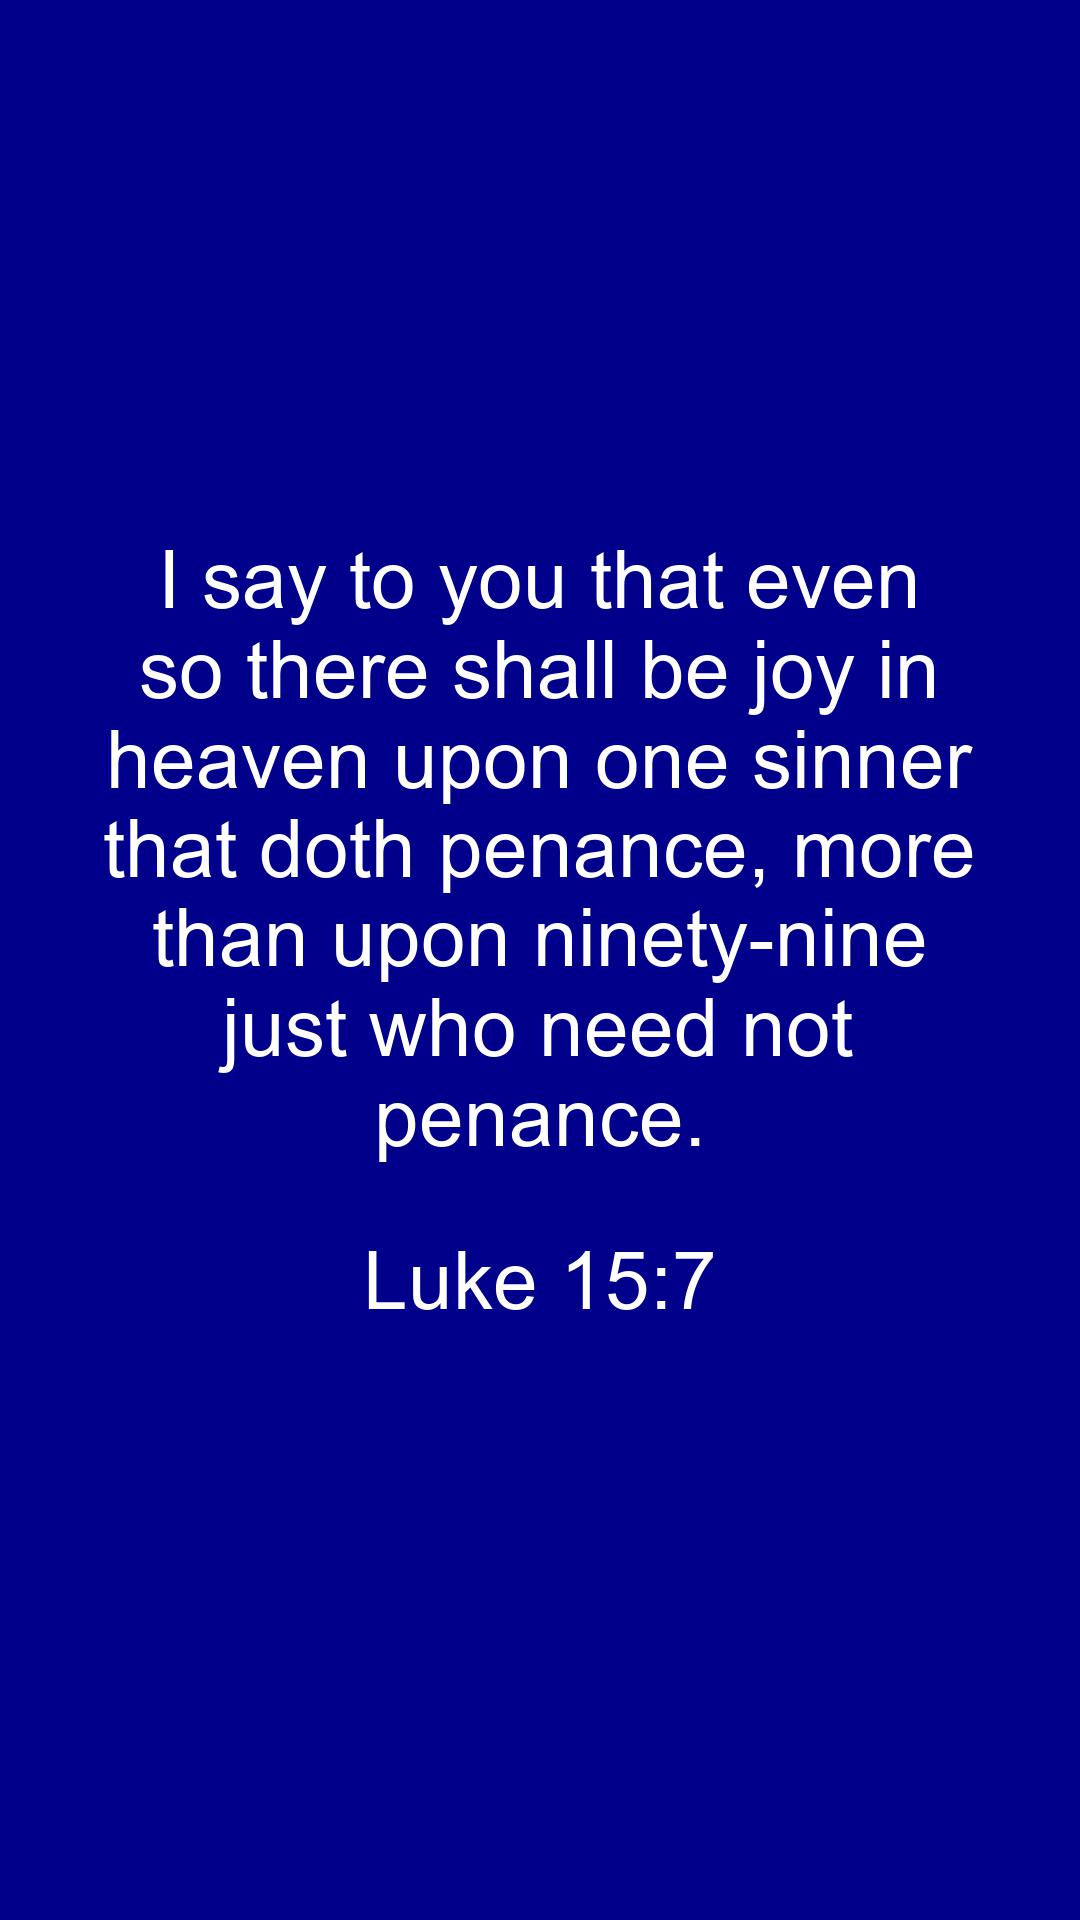 I say to you that even
so there shall be joy in
heaven upon one sinner
that doth penance, more
than upon ninety-nine
just who need not
penance.
Luke 15:7